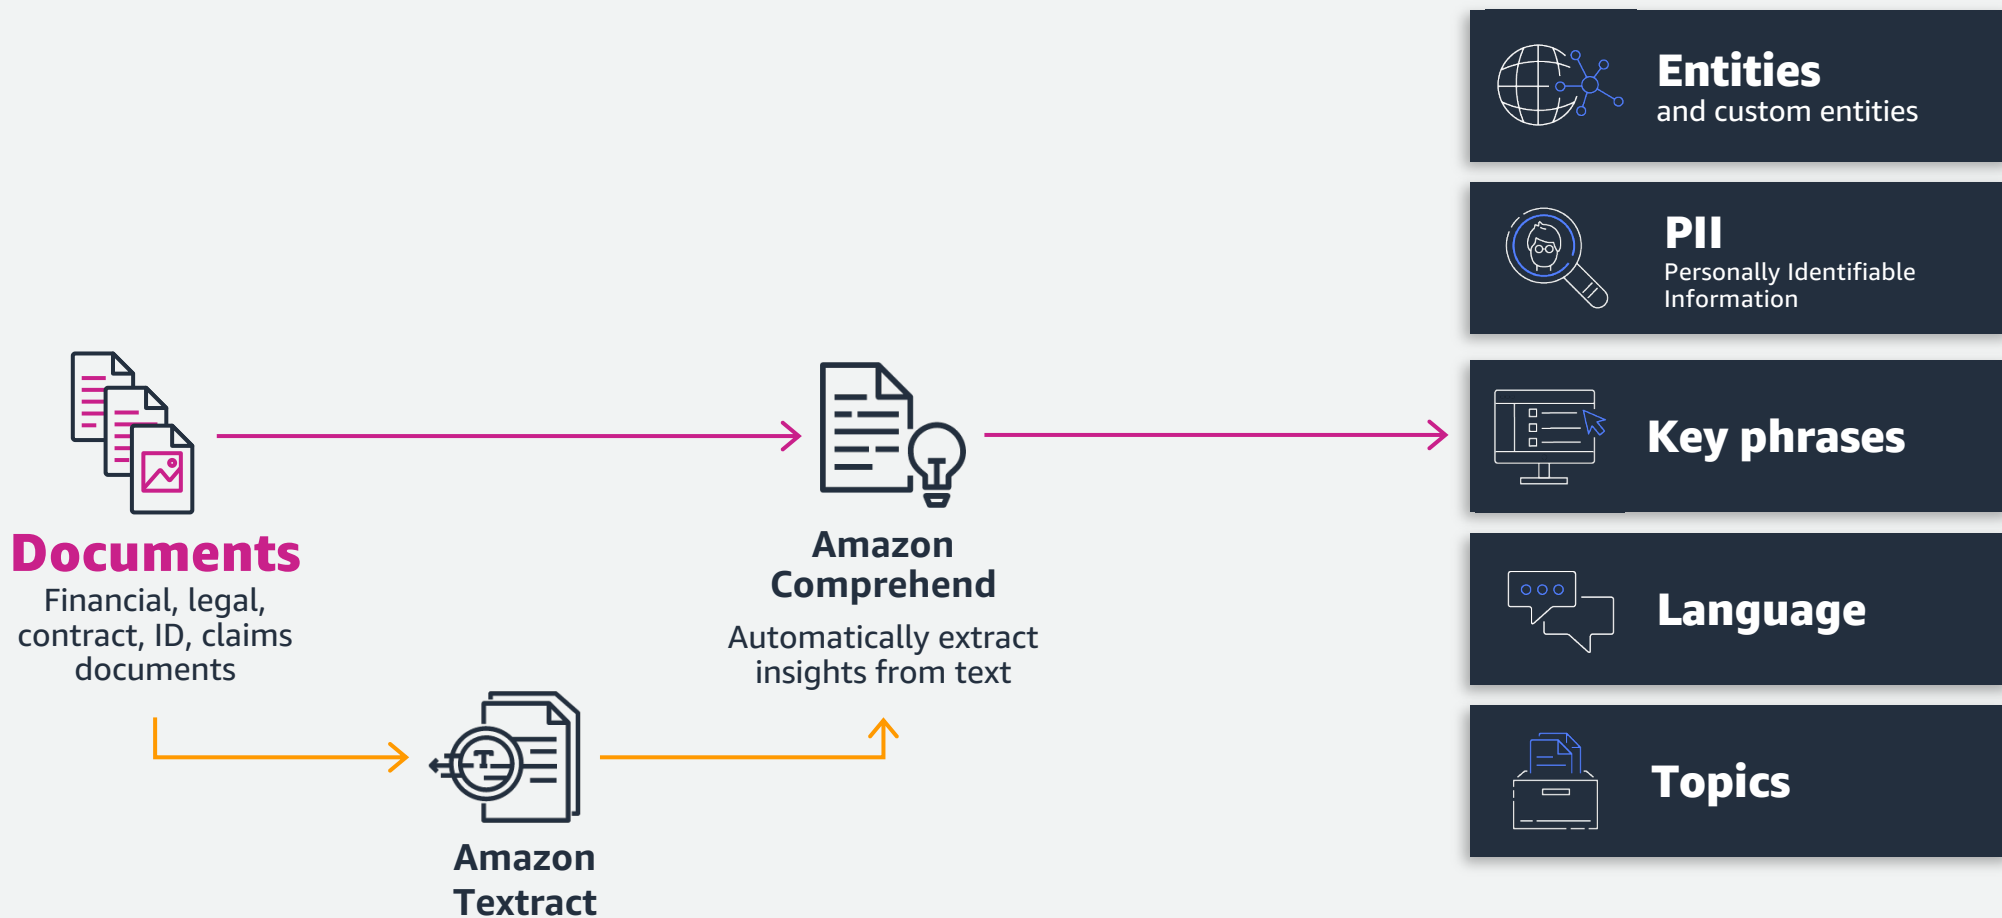 Documents
Financial, legal,
contract, ID, claims
documents
Amazon
Textract
Amazon
Comprehend
Automatically extract
insights from text
Entities
and custom entities
PII
Personally Identifiable
Information
Key phrases
Language
Topics